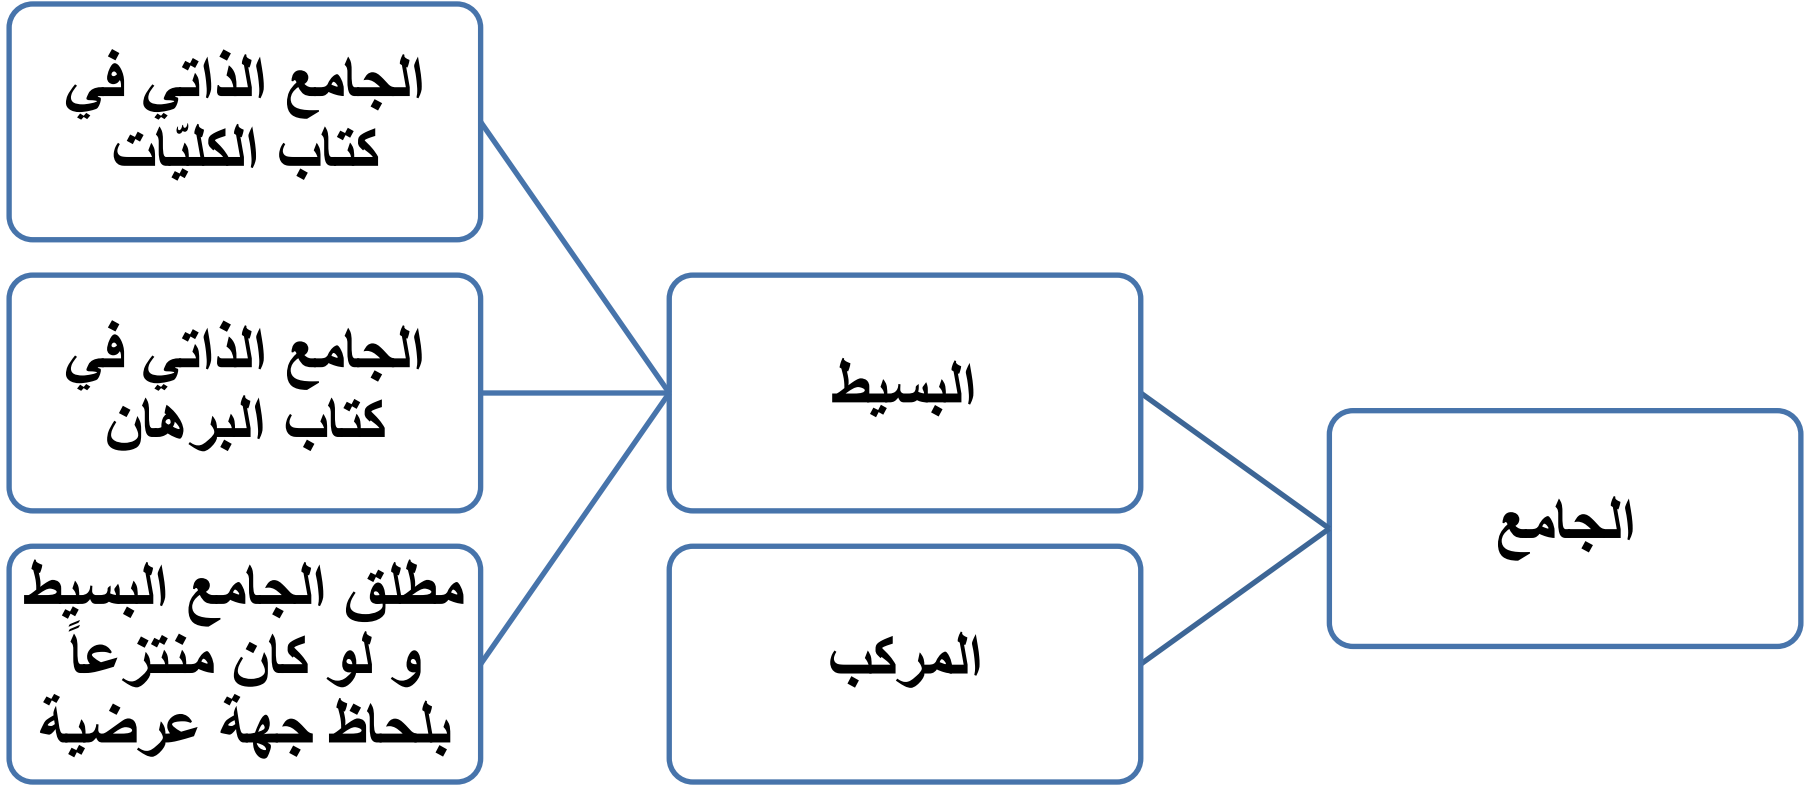 الجامع
البسيط
المركب
الجامع الذاتي في
كتاب الكليّات
الجامع الذاتي في
كتاب البرهان
مطلق الجامع البسيط
و لو كان منتزعاً
بلحاظ جهة عرضية